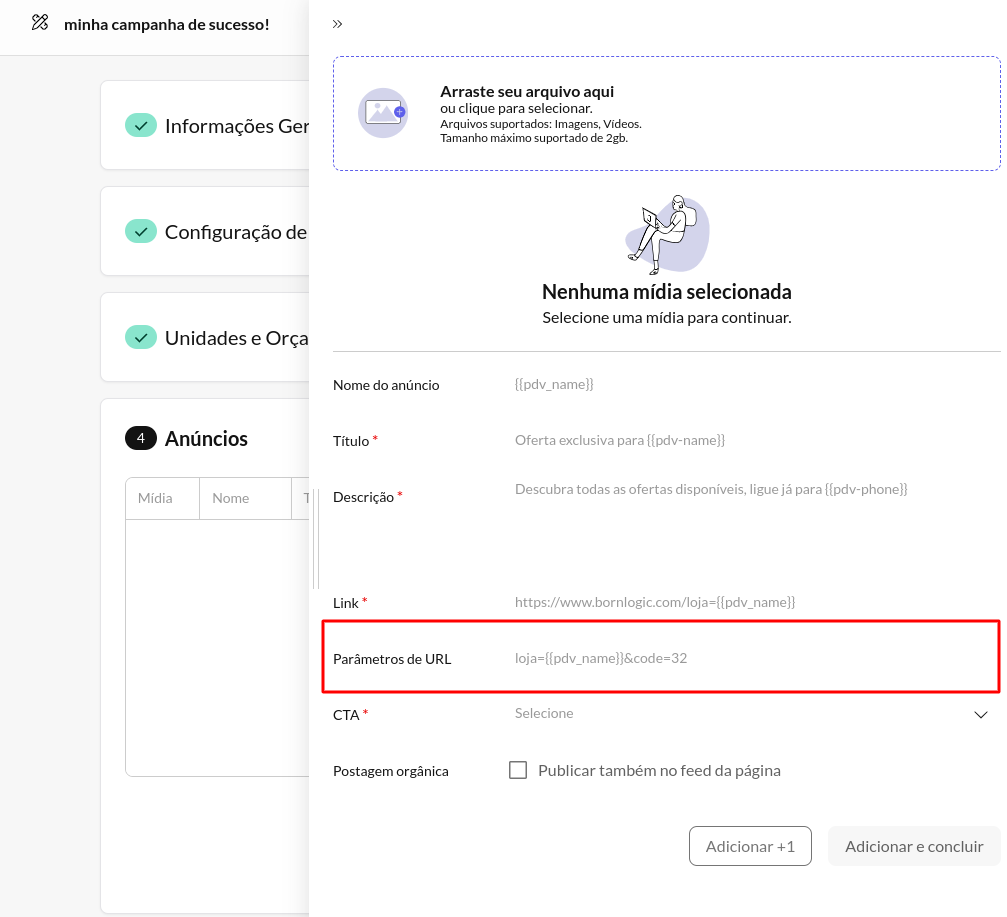 minha campanha de sucesso!
Informações Ger
Configuração de
Unidades e Orça
4 Anúncios
Mídia Nome T
»
Arraste seu arquivo aqui
ou clique para selecionar.
Arquivos suportados: Imagens, Vídeos.
Tamanho máximo suportado de 2gb.
Nenhuma mídia selecionada
Selecione uma mídia para continuar.
Nome do anúncio {{pdv_name}}
Título * Oferta exclusiva para {{pdv-name}}
Descrição * Descubra todas as ofertas disponíveis, ligue já para {{pdv-phone}}
Link * https://www.bornlogic.com/loja={{pdv_name}}
Parâmetros de URL loja={{pdv_name}}&code=32
CTA * Selecione
Postagem orgânica Publicar também no feed da página
Adicionar +1 Adicionar e concluir